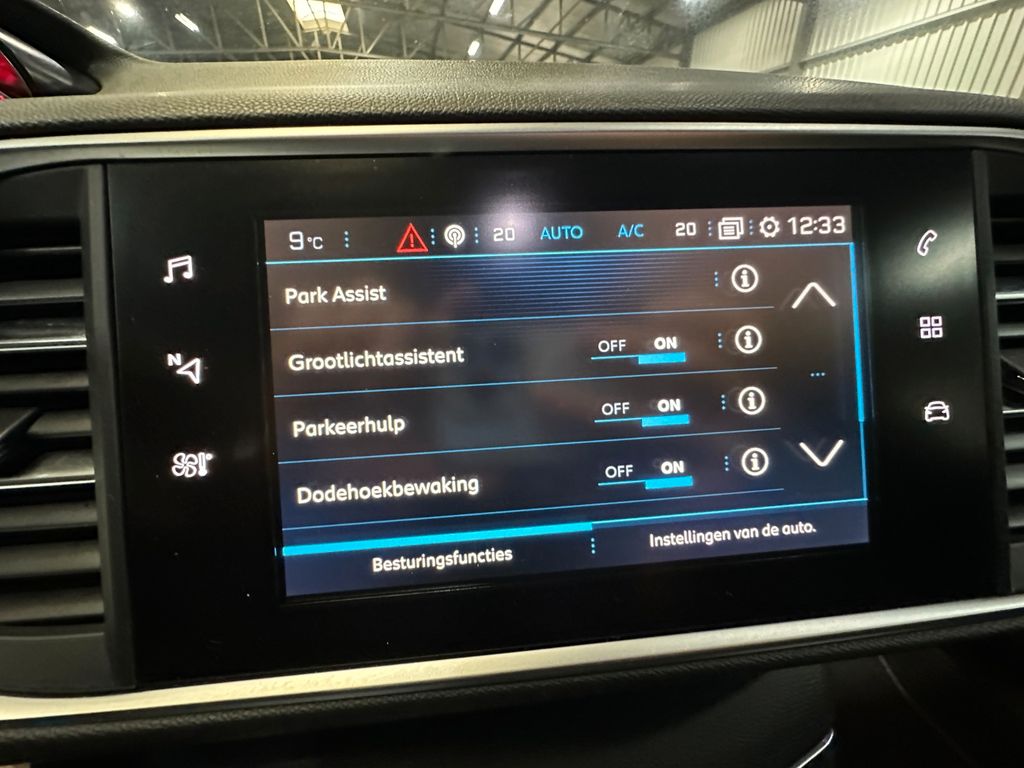 9°C 20 AUTO A/C 20 12:33
Park Assist
Grootlichtassistent OFF ON
Parkeerhulp OFF ON
Dodehoekbewaking OFF ON
Besturingsfuncties Instellingen van de auto.
N